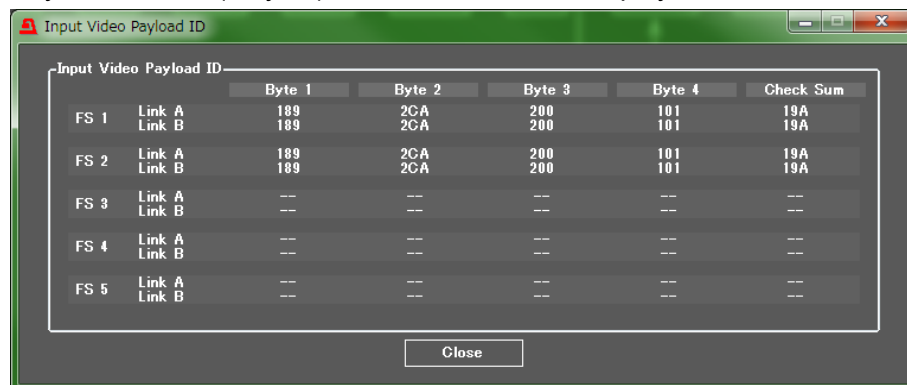 Input Video Payload ID
Input Video Payload ID
Byte 1 Byte 2 Byte 3 Byte 4 Check Sum
FS 1 Link A 189 2CA 200 101 19A
Link B 189 2CA 200 101 19A
FS 2 Link A 189 2CA 200 101 19A
Link B 189 2CA 200 101 19A
FS 3 Link A -- -- -- -- --
Link B -- -- -- -- --
FS 4 Link A -- -- -- -- --
Link B -- -- -- -- --
FS 5 Link A -- -- -- -- --
Link B -- -- -- -- --
Close